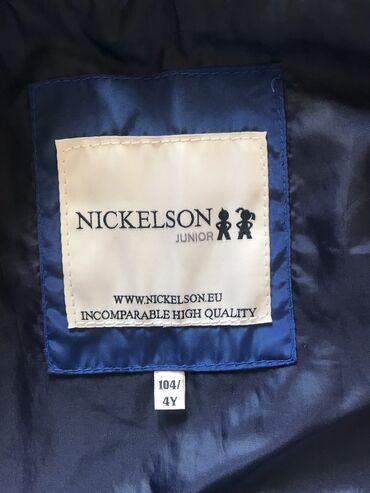 NICKELSON
JUNIOR
WWW.NICKELSON.EU
INCOMPARABLE HIGH QUALITY
104/
4Y